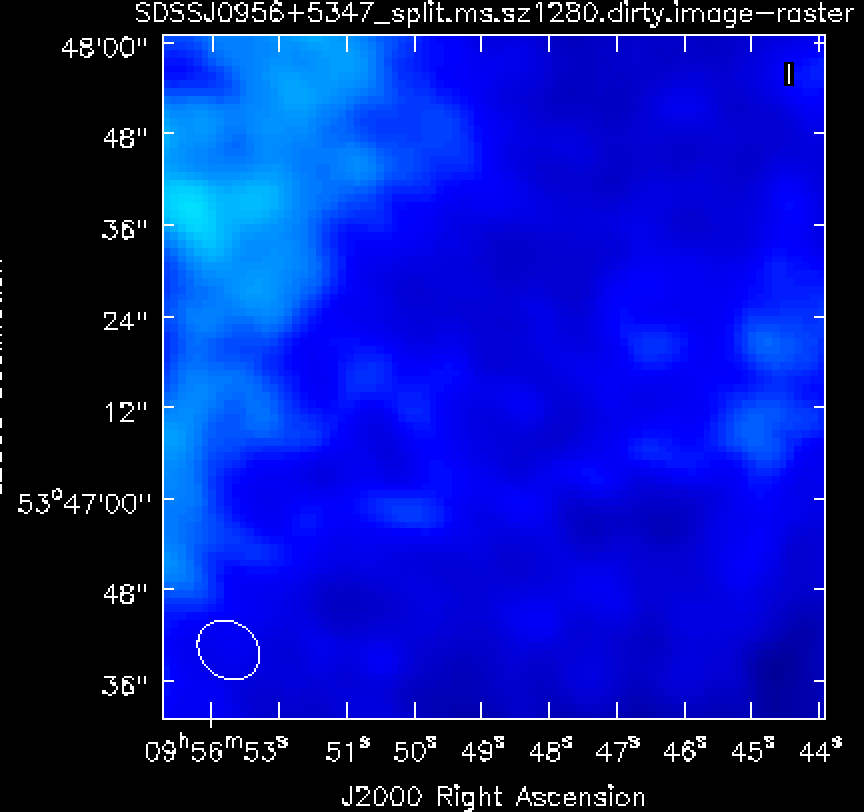 SDSSJ0956+5347_split.ms.sz1280.dirty.image-raster
I
48'00"
48"
36"
24"
12"
53°47'00"
48"
36"
09ʰ56ᵐ53ˢ 51ˢ 50ˢ 49ˢ 48ˢ 47ˢ 46ˢ 45ˢ 44ˢ
J2000 Right Ascension